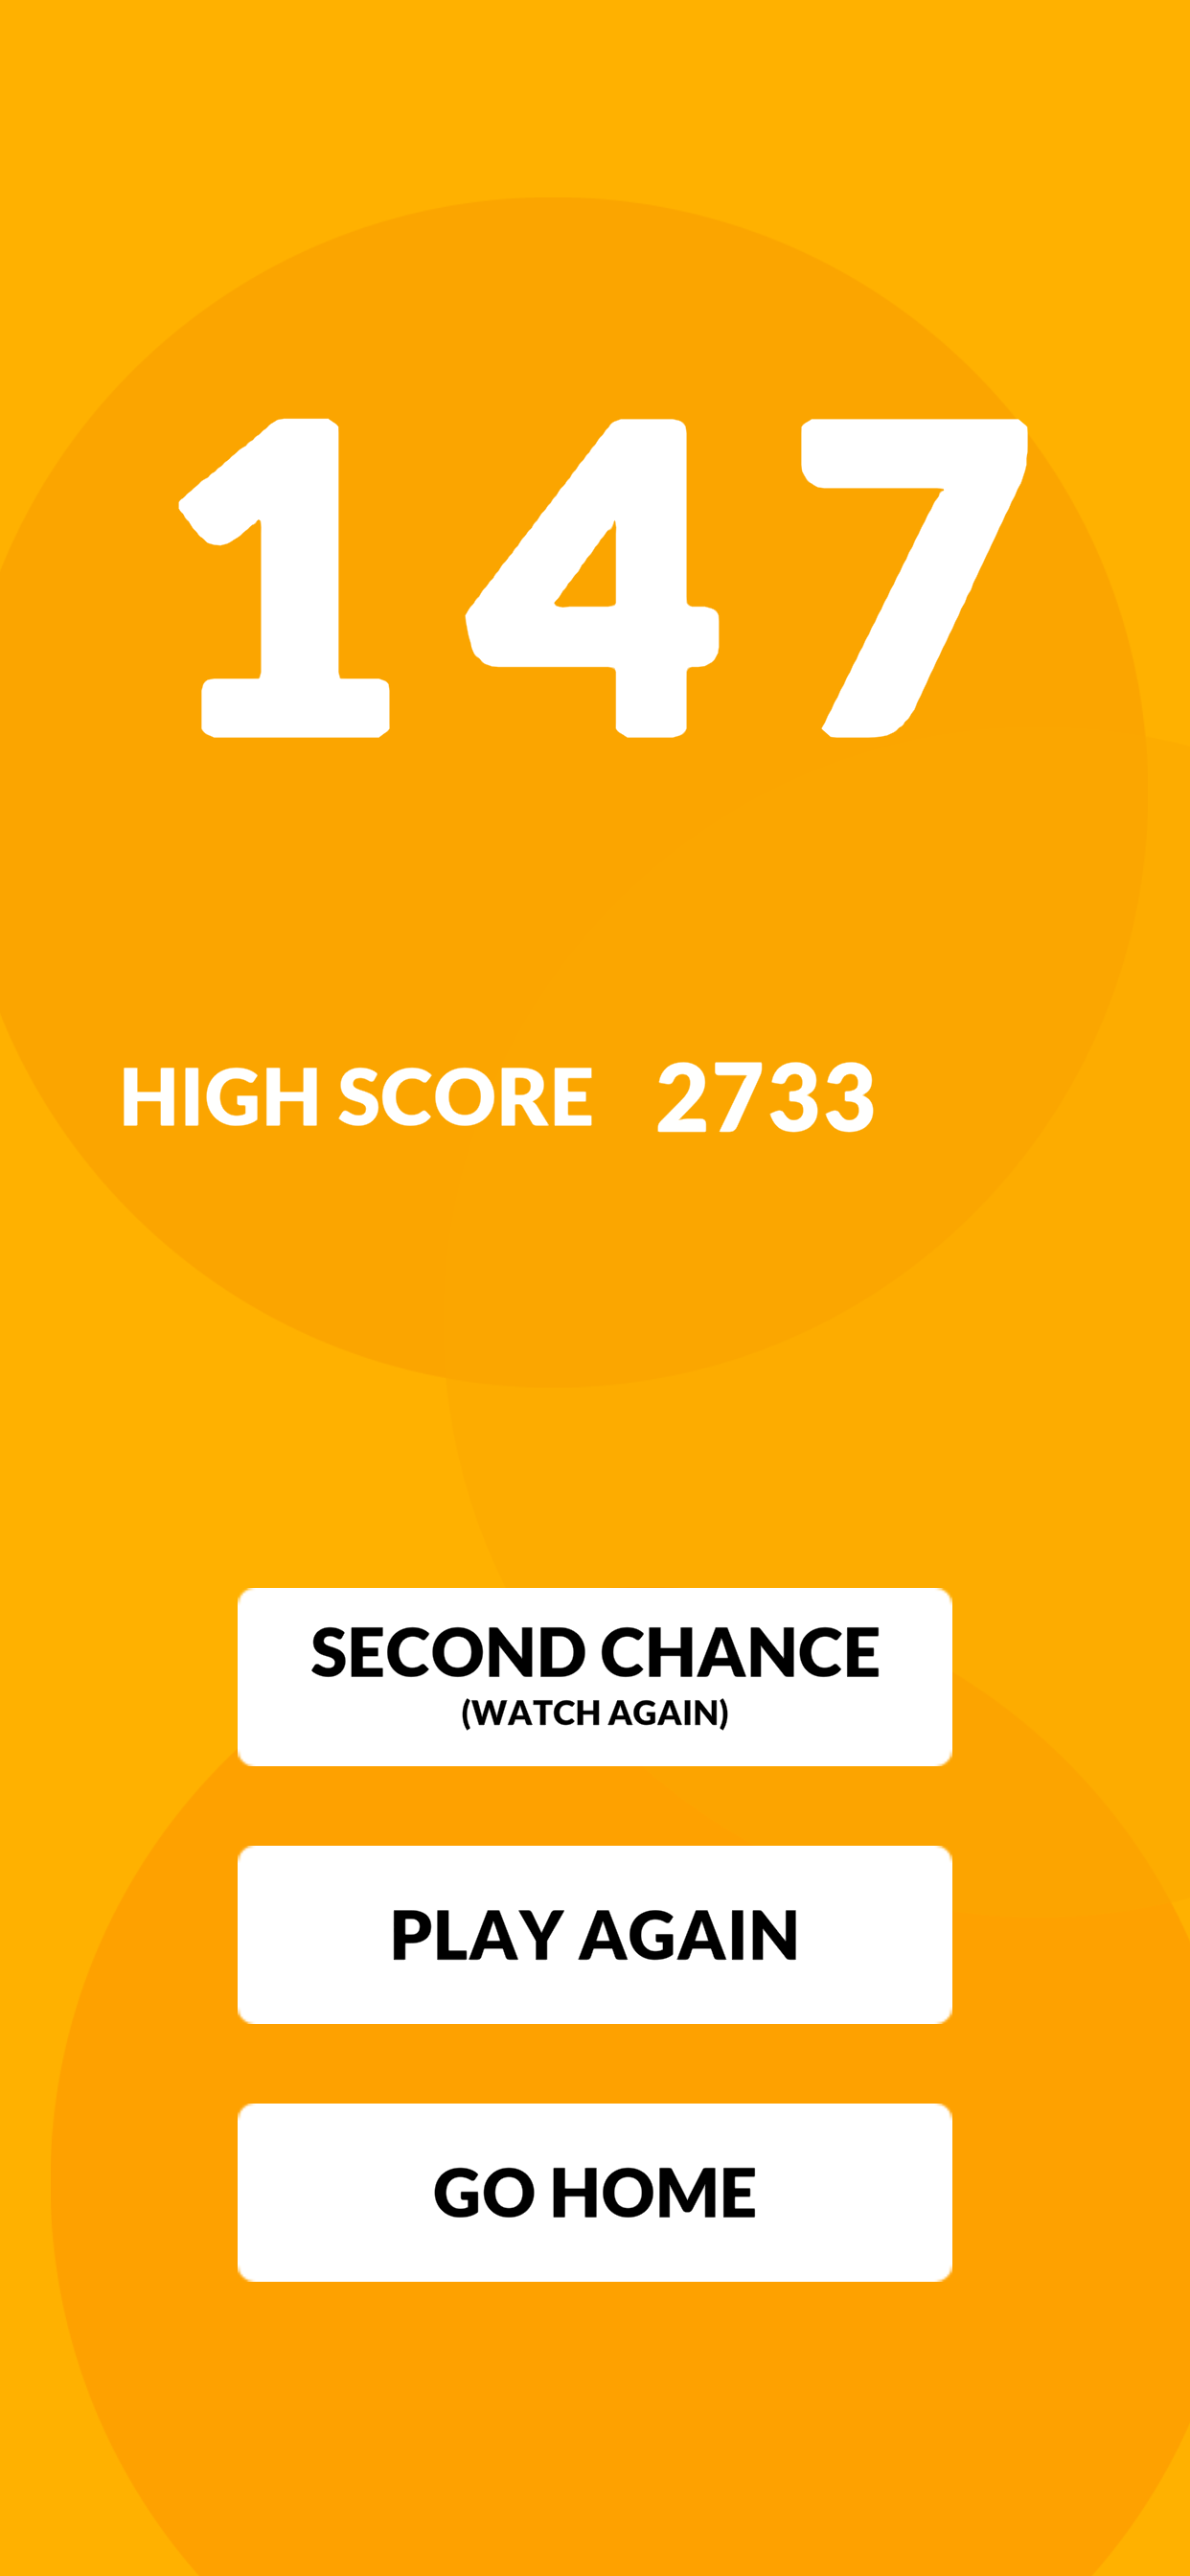 147
HIGH SCORE 2733
SECOND CHANCE
(WATCH AGAIN)
PLAY AGAIN
GO HOME